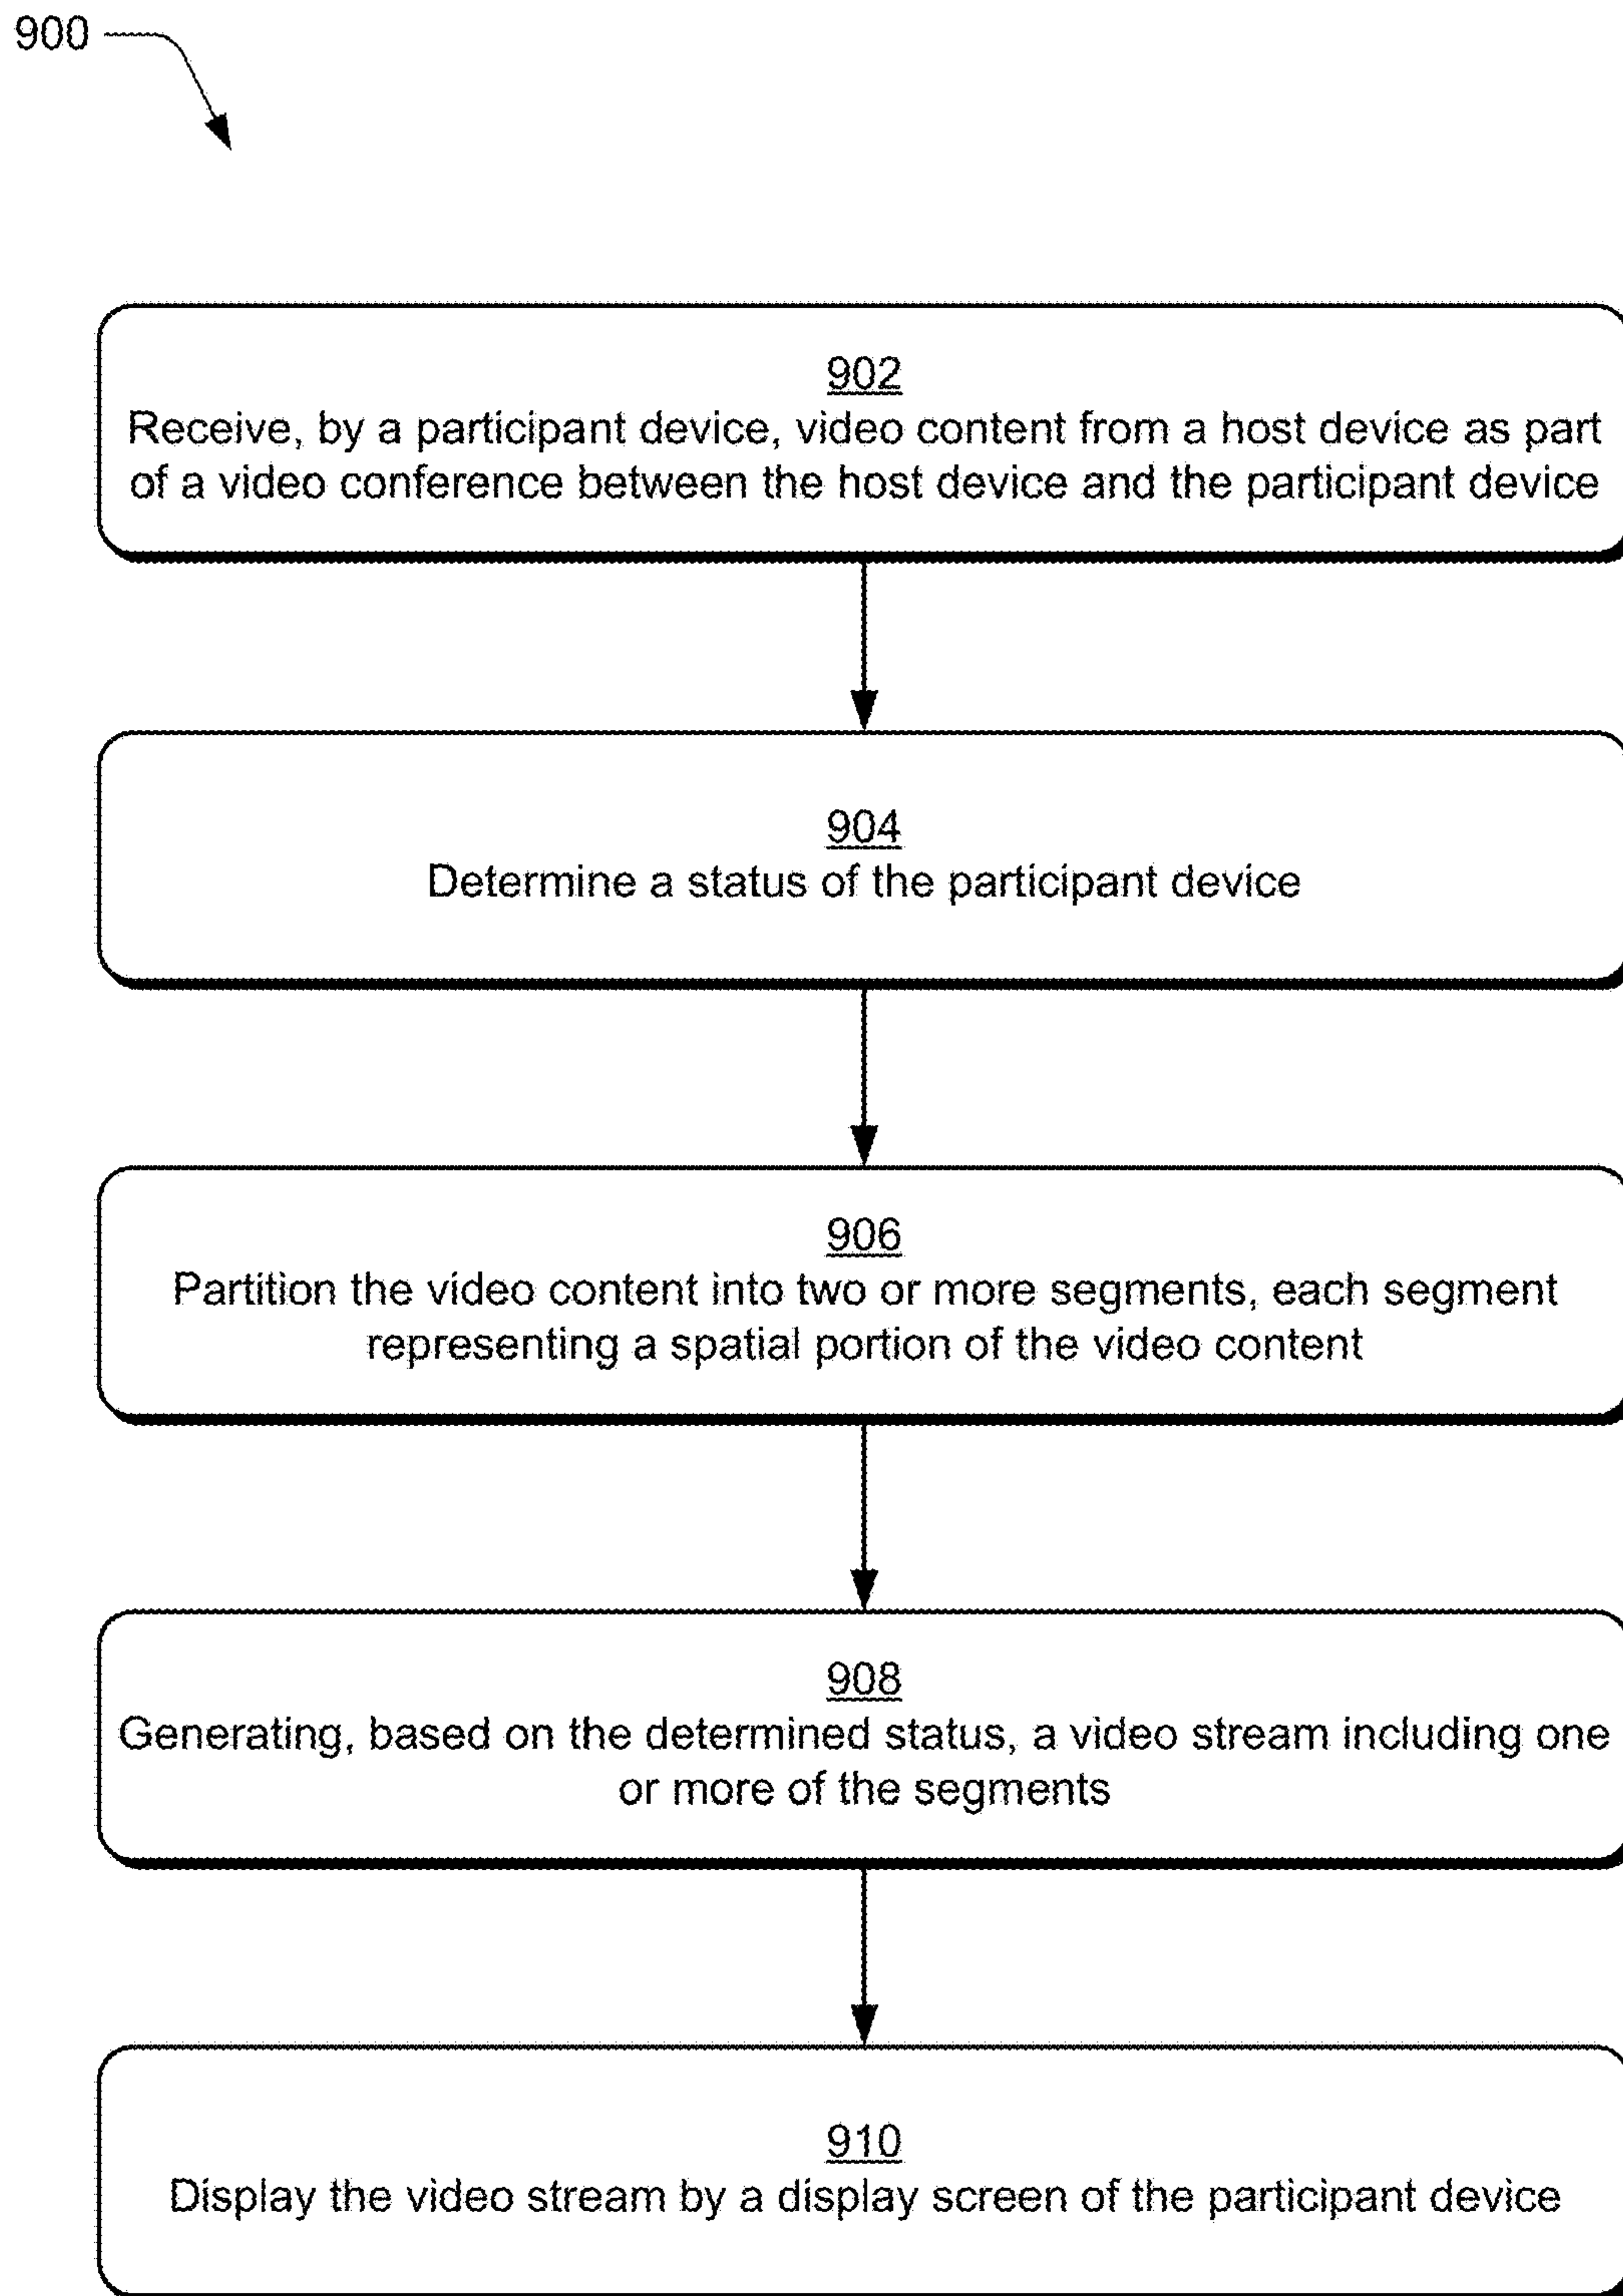 900
902
Receive, by a participant device, video content from a host device as part
of a video conference between the host device and the participant device
904
Determine a status of the participant device
906
Partition the video content into two or more segments, each segment
representing a spatial portion of the video content
908
Generating, based on the determined status, a video stream including one
or more of the segments
910
Display the video stream by a display screen of the participant device